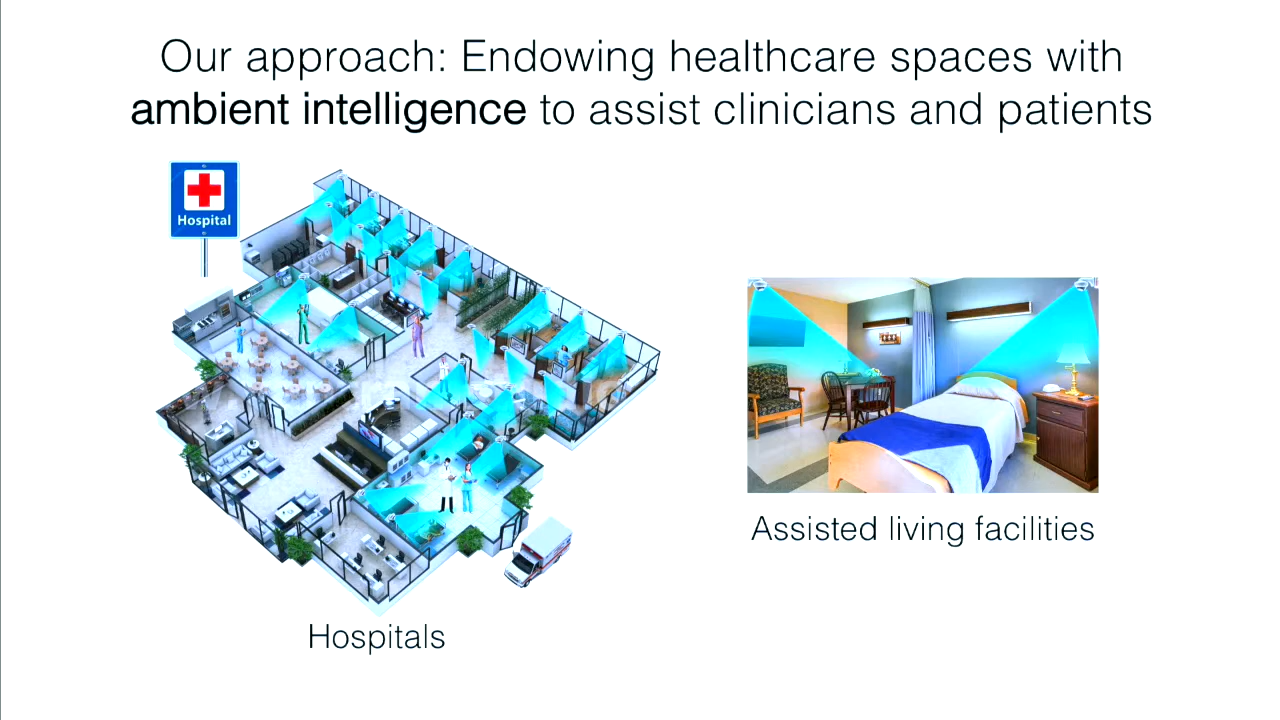 Our approach: Endowing healthcare spaces with
ambient intelligence to assist clinicians and patients
Hospital
Assisted living facilities
Hospitals